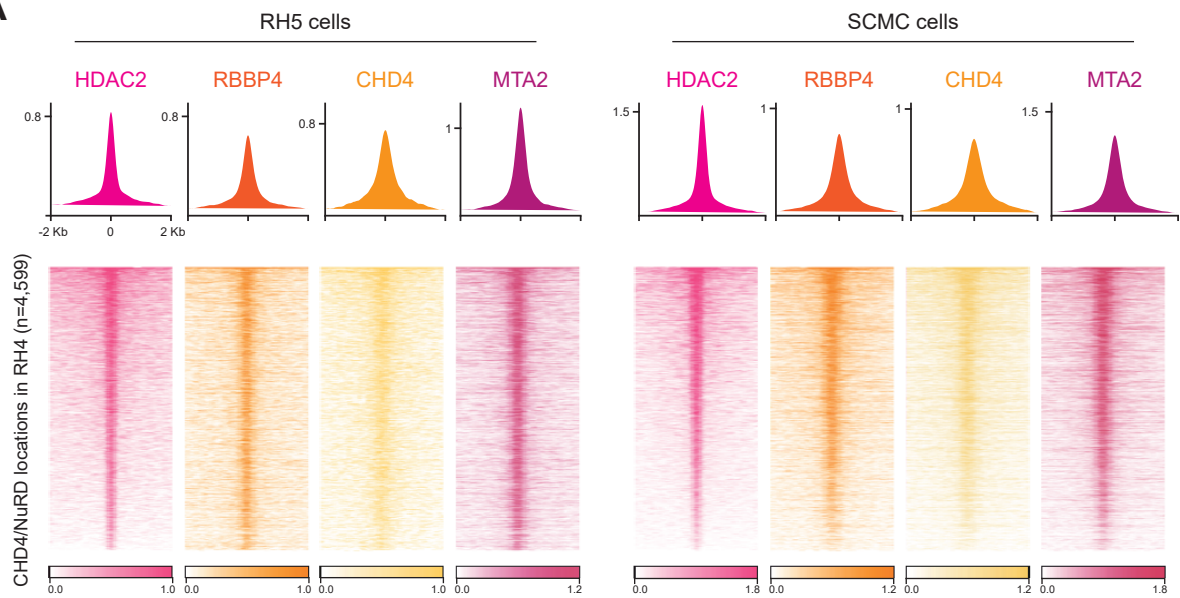 A
RH5 cells
SCMC cells
HDAC2 RBBP4 CHD4 MTA2 HDAC2 RBBP4 CHD4 MTA2
0.8 0.8 0.8 1 1.5 1 1 1.5
-2 Kb 0 2 Kb
CHD4/NuRD locations in RH4 (n=4,599)
0.0 1.0 0.0 1.0 0.0 1.0 0.0 1.2 0.0 1.8 0.0 1.2 0.0 1.2 0.0 1.8